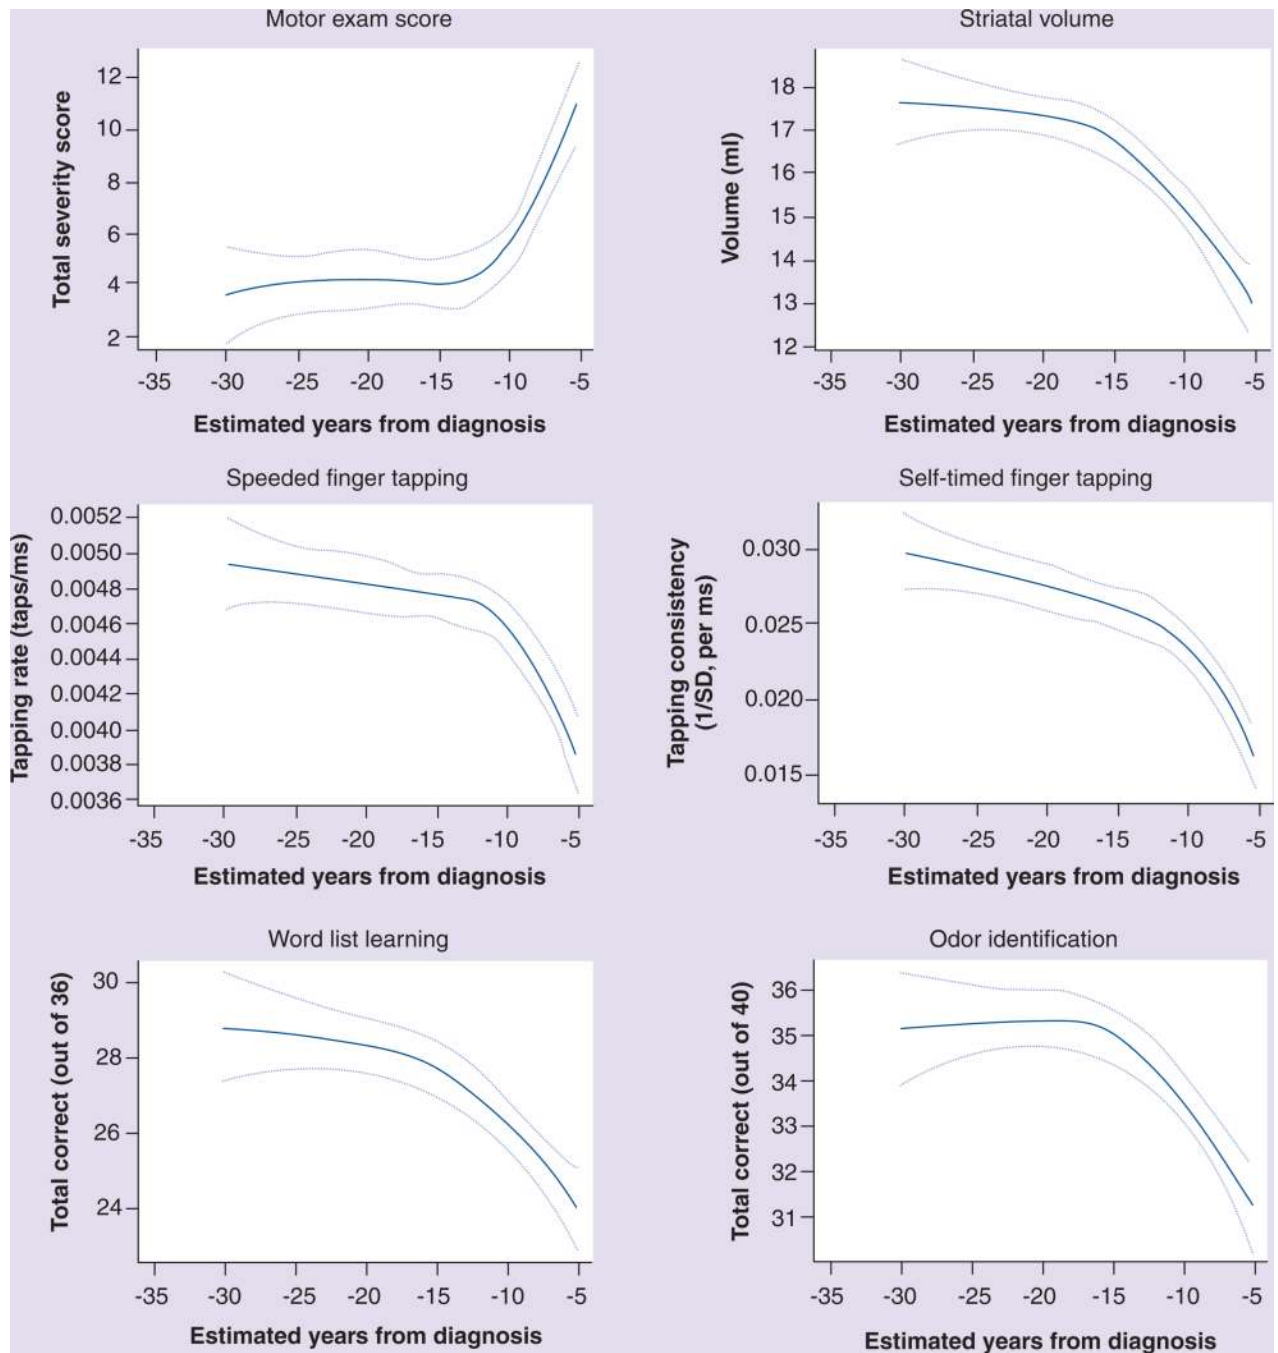 Motor exam score
Total severity score
12
10
8
6
4
2
-35 -30 -25 -20 -15 -10 -5
Estimated years from diagnosis
Striatal volume
Volume (ml)
18
17
16
15
14
13
12
-35 -30 -25 -20 -15 -10 -5
Estimated years from diagnosis
Speeded finger tapping
Tapping rate (taps/ms)
0.0052
0.0050
0.0048
0.0046
0.0044
0.0042
0.0040
0.0038
0.0036
-35 -30 -25 -20 -15 -10 -5
Estimated years from diagnosis
Self-timed finger tapping
Tapping consistency
(1/SD, per ms)
0.030
0.025
0.020
0.015
-35 -30 -25 -20 -15 -10 -5
Estimated years from diagnosis
Word list learning
Total correct (out of 36)
30
28
26
24
-35 -30 -25 -20 -15 -10 -5
Estimated years from diagnosis
Odor identification
Total correct (out of 40)
36
35
34
33
32
31
-35 -30 -25 -20 -15 -10 -5
Estimated years from diagnosis